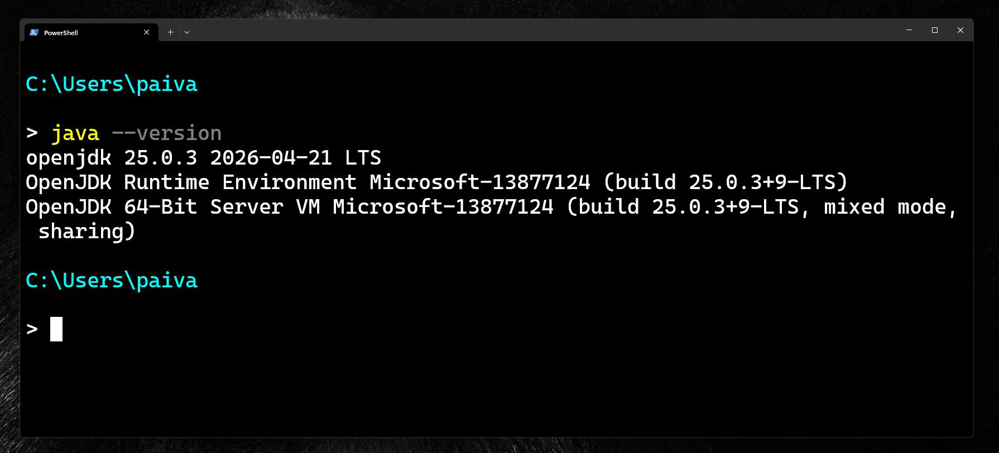 PowerShell
C:\Users\paiva
> java --version
openjdk 25.0.3 2026-04-21 LTS
OpenJDK Runtime Environment Microsoft-13877124 (build 25.0.3+9-LTS)
OpenJDK 64-Bit Server VM Microsoft-13877124 (build 25.0.3+9-LTS, mixed mode,
 sharing)
C:\Users\paiva
>